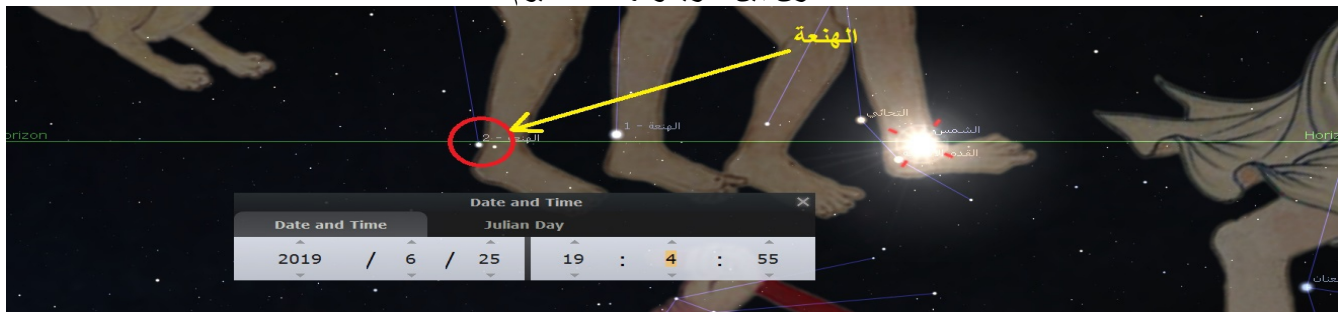 الهنعة
الهنعة - 2
الهنعة - 1
التحائي
الشمس
Horizon
Date and Time
Date and Time
Julian Day
2019 / 6 / 25
19 : 4 : 55